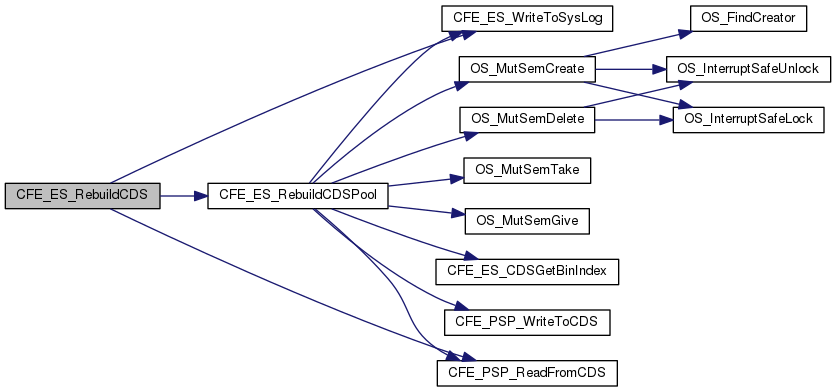 CFE_ES_RebuildCDS
CFE_ES_RebuildCDSPool
CFE_ES_WriteToSysLog
OS_MutSemCreate
OS_MutSemDelete
OS_MutSemTake
OS_MutSemGive
CFE_ES_CDSGetBinIndex
CFE_PSP_WriteToCDS
CFE_PSP_ReadFromCDS
OS_FindCreator
OS_InterruptSafeUnlock
OS_InterruptSafeLock